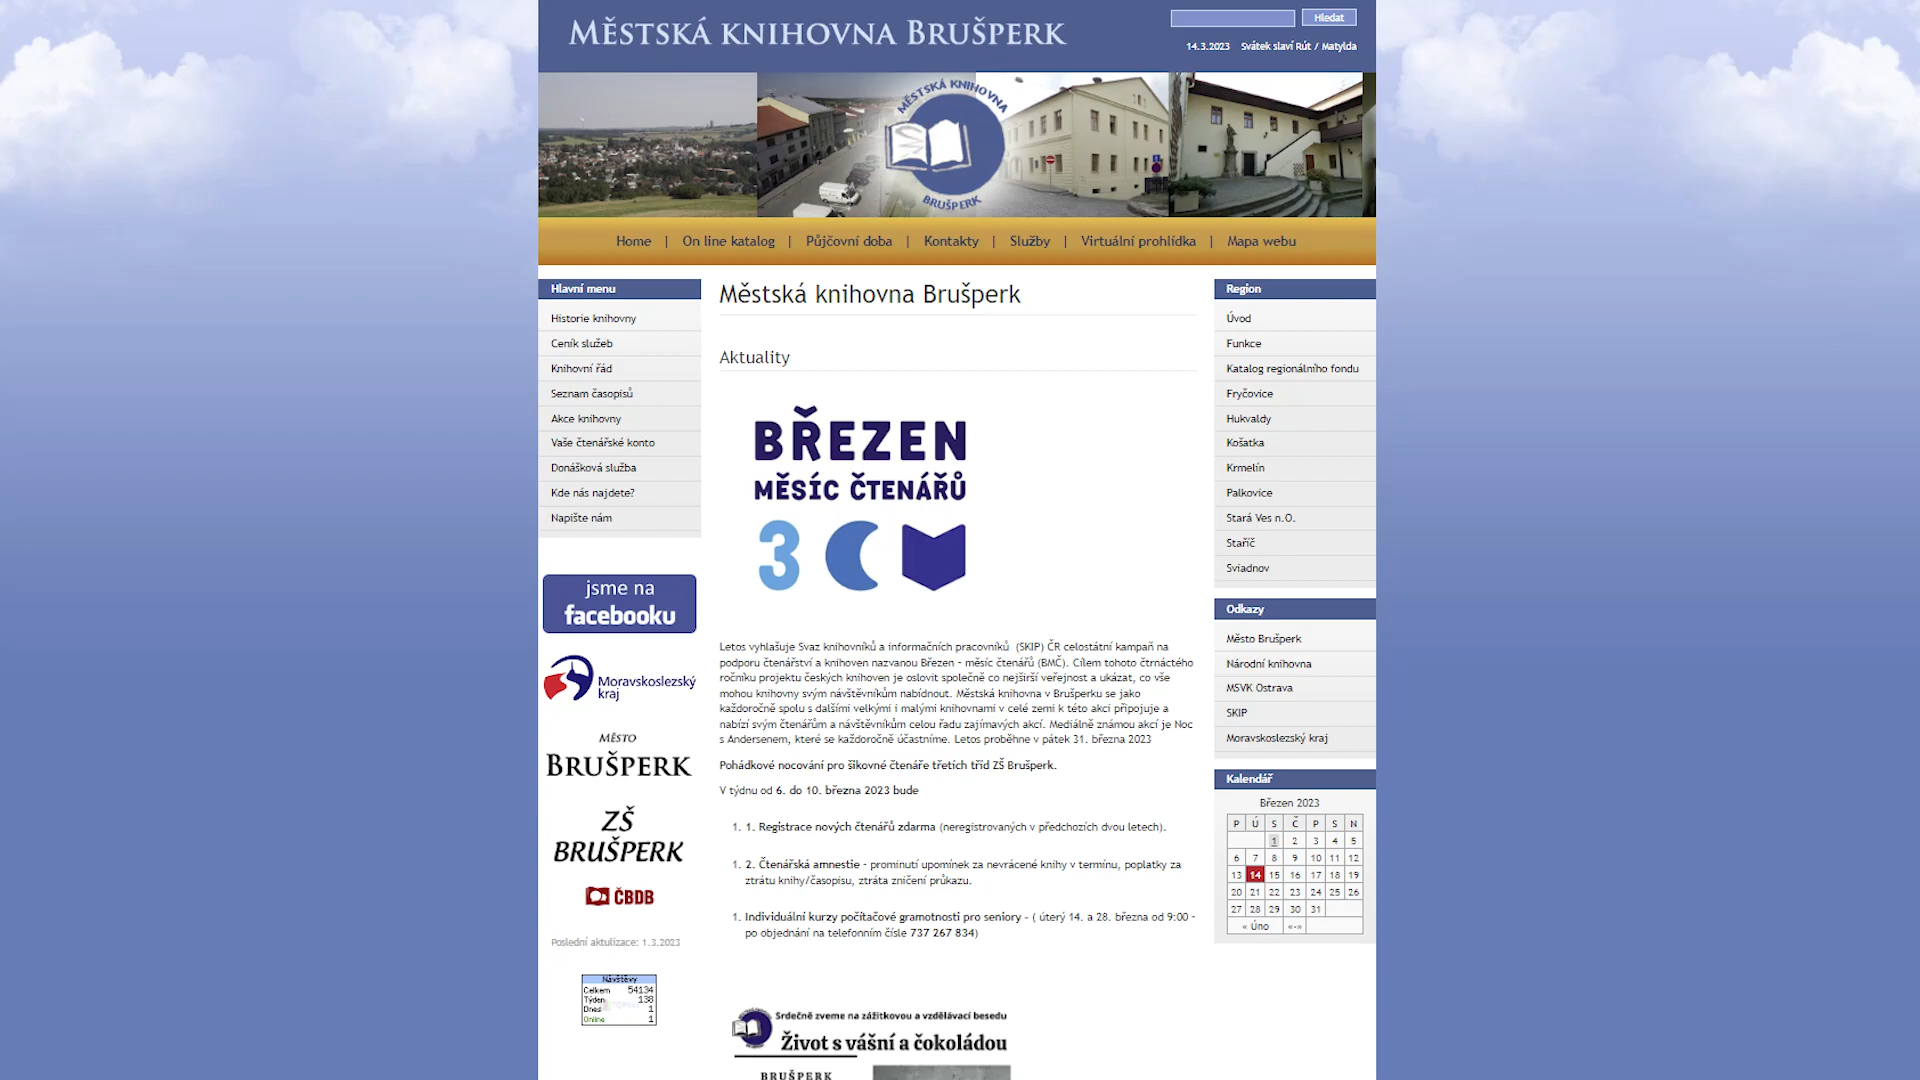 MĚSTSKÁ KNIHOVNA BRUŠPERK
Hledat
14.3.2023 Svátek slaví Rút / Matylda
MĚSTSKÁ KNIHOVNA
BRUŠPERK
Home | On line katalog | Půjčovní doba | Kontakty | Služby | Virtuální prohlídka | Mapa webu
Hlavní menu
Historie knihovny
Ceník služeb
Knihovní řád
Seznam časopisů
Akce knihovny
Vaše čtenářské konto
Donášková služba
Kde nás najdete?
Napište nám
jsme na
facebooku
Moravskoslezský
kraj
MĚSTO
BRUŠPERK
ZŠ
BRUŠPERK
ČBDB
Poslední aktulizace: 1.3.2023
Návštěvy
Celkem 54134
Týden 138
Dnes 1
Online 1
Městská knihovna Brušperk
Aktuality
BŘEZEN
MĚSÍC ČTENÁŘŮ
3
Letos vyhlašuje Svaz knihovníků a informačních pracovníků (SKIP) ČR celostátní kampaň na
podporu čtenářství a knihoven nazvanou Březen – měsíc čtenářů (BMČ). Cílem tohoto čtrnáctého
ročníku projektu českých knihoven je oslovit společně co nejširší veřejnost a ukázat, co vše
mohou knihovny svým návštěvníkům nabídnout. Městská knihovna v Brušperku se jako
každoročně spolu s dalšími velkými i malými knihovnami v celé zemi k této akci připojuje a
nabízí svým čtenářům a návštěvníkům celou řadu zajímavých akcí. Mediálně známou akcí je Noc
s Andersenem, které se každoročně účastníme. Letos proběhne v pátek 31. března 2023
Pohádkové nocování pro šikovné čtenáře třetích tříd ZŠ Brušperk.
V týdnu od 6. do 10. března 2023 bude
1. 1. Registrace nových čtenářů zdarma (neregistrovaných v předchozích dvou letech).
1. 2. Čtenářská amnestie – prominutí upomínek za nevrácené knihy v termínu, poplatky za
ztrátu knihy/časopisu, ztráta zničení průkazu.
1. Individuální kurzy počítačové gramotnosti pro seniory – ( úterý 14. a 28. března od 9:00 –
po objednání na telefonním čísle 737 267 834)
Srdečně zveme na zážitkovou a vzdělávací besedu
Život s vášní a čokoládou
BRUŠPERK
Region
Úvod
Funkce
Katalog regionálního fondu
Fryčovice
Hukvaldy
Košatka
Krmelín
Palkovice
Stará Ves n.O.
Staříč
Sviadnov
Odkazy
Město Brušperk
Národní knihovna
MSVK Ostrava
SKIP
Moravskoslezský kraj
Kalendář
Březen 2023
P Ú S Č P S N
1 2 3 4 5
6 7 8 9 10 11 12
13 14 15 16 17 18 19
20 21 22 23 24 25 26
27 28 29 30 31
« Úno «-»